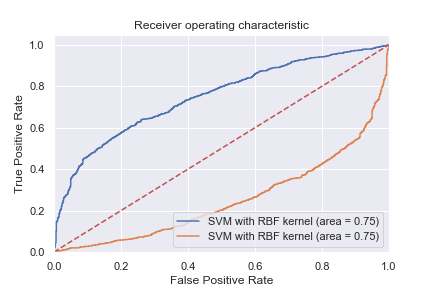 Receiver operating characteristic
True Positive Rate
1.0
0.8
0.6
0.4
0.2
0.0
SVM with RBF kernel (area = 0.75)
SVM with RBF kernel (area = 0.75)
0.0 0.2 0.4 0.6 0.8 1.0
False Positive Rate